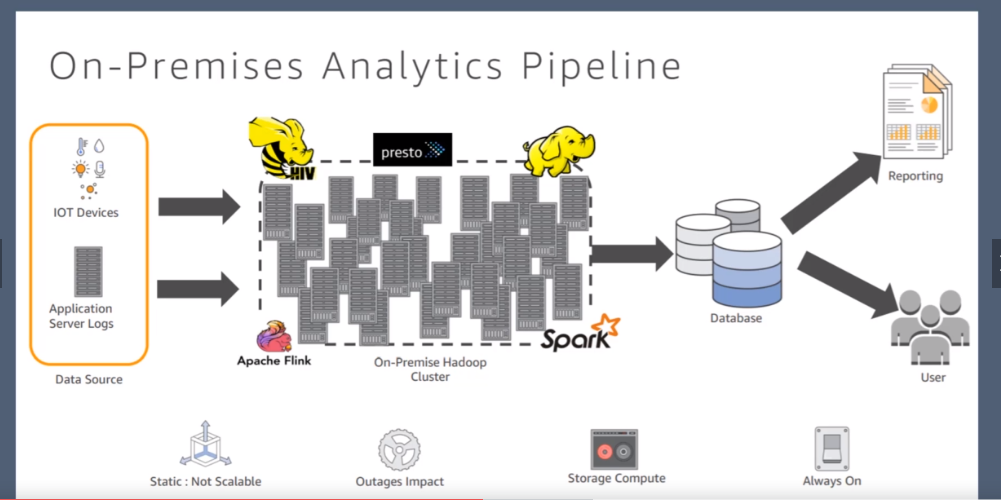 On-Premises Analytics Pipeline
HIV
presto
Reporting
IOT Devices
Application
Server Logs
Database
Apache Flink
Spark
On-Premise Hadoop
Cluster
Data Source
User
Static : Not Scalable
Outages Impact
Storage Compute
Always On